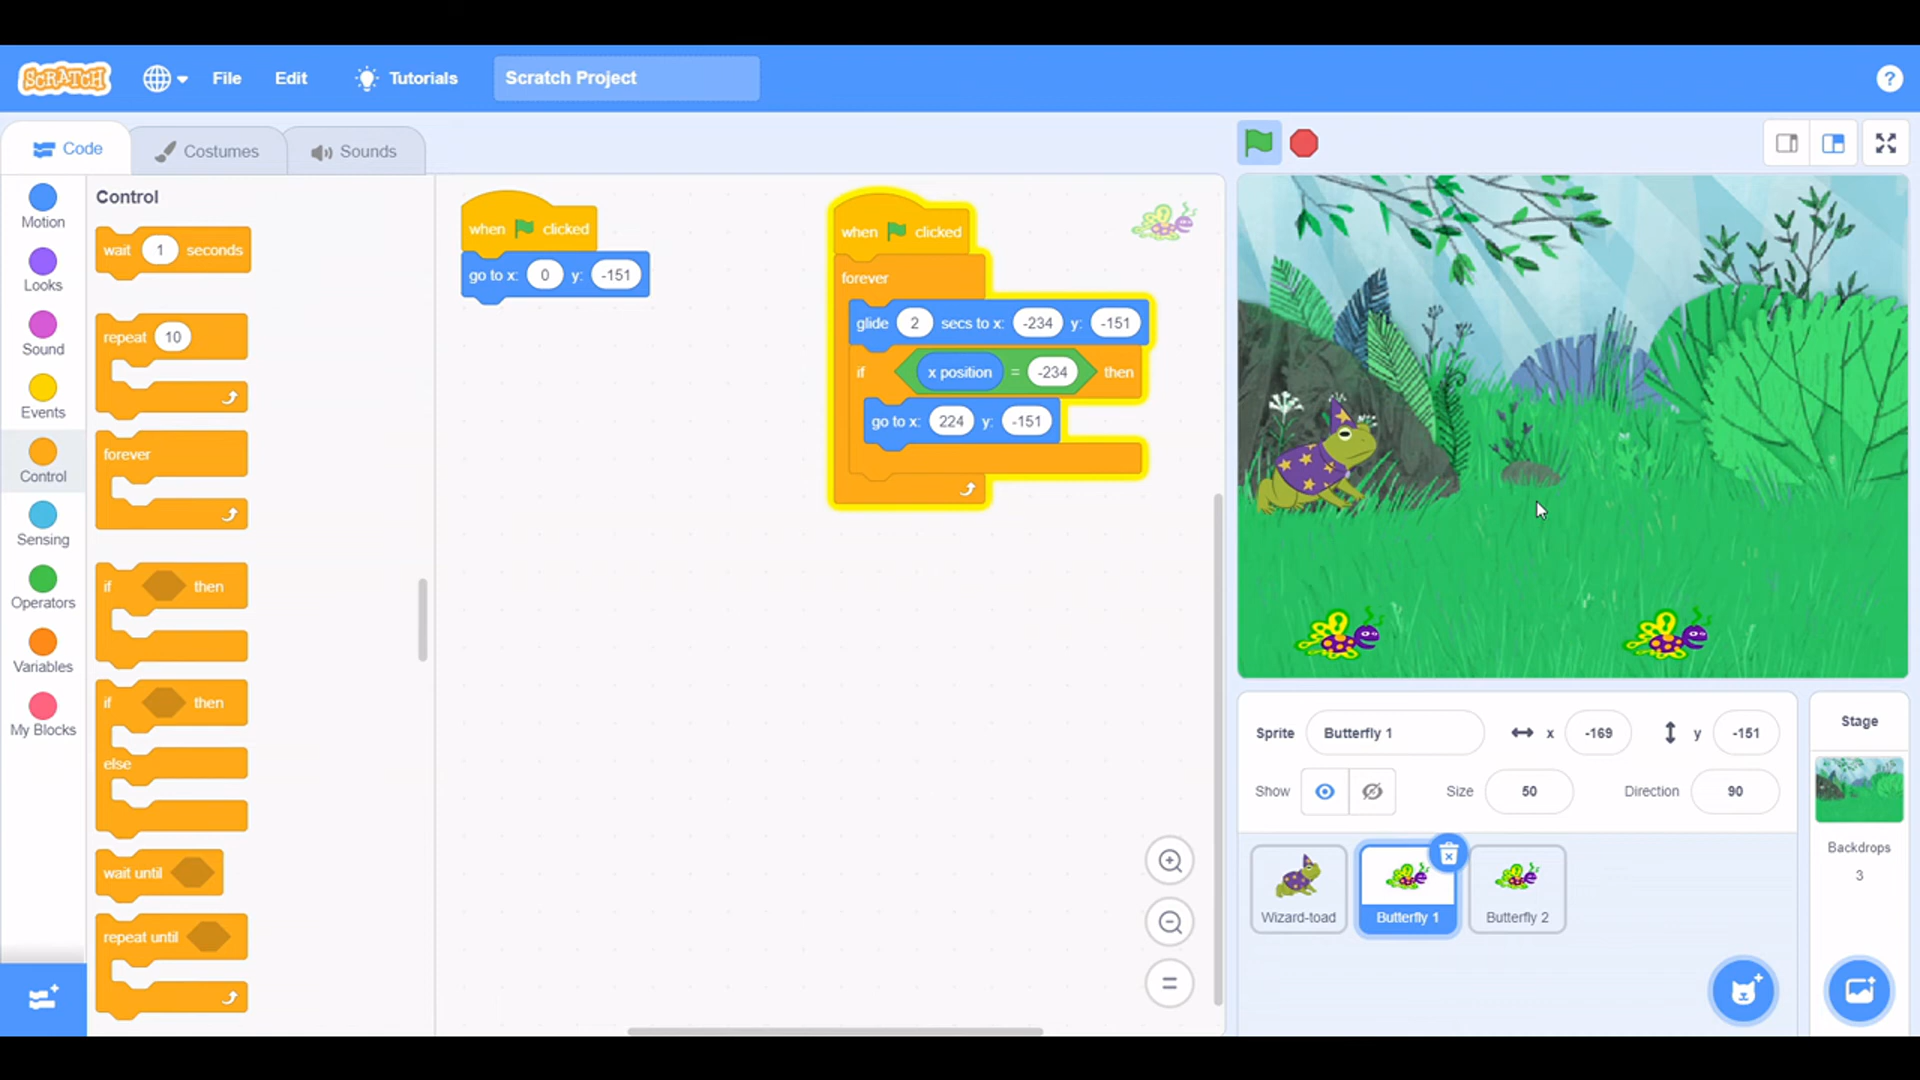 SCRATCH
File
Edit
Tutorials
Scratch Project
?
Code
Costumes
Sounds
Motion
Looks
Sound
Events
Control
Sensing
Operators
Variables
My Blocks
Control
wait 1 seconds
repeat 10
forever
if then
if then
else
wait until
repeat until
when clicked
go to x: 0 y: -151
when clicked
forever
glide 2 secs to x: -234 y: -151
if x position = -234 then
go to x: 224 y: -151
Sprite Butterfly 1 x -169 y -151
Show Size 50 Direction 90
Wizard-toad
Butterfly 1
Butterfly 2
Stage
Backdrops
3